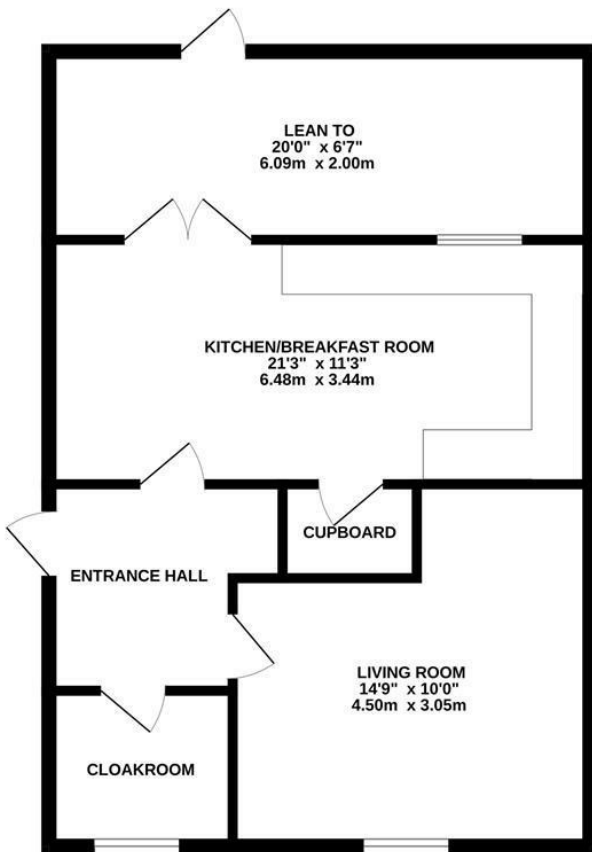 LEAN TO
20'0" x 6'7"
6.09m x 2.00m
KITCHEN/BREAKFAST ROOM
21'3" x 11'3"
6.48m x 3.44m
CUPBOARD
ENTRANCE HALL
LIVING ROOM
14'9" x 10'0"
4.50m x 3.05m
CLOAKROOM